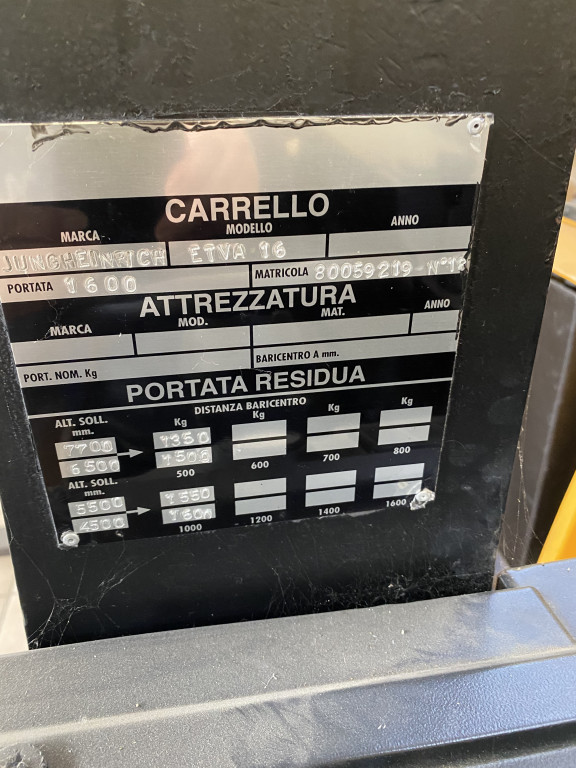 CARRELLO
MARCA MODELLO ANNO
JUNGHEINRICH ETVA 16
PORTATA 1600 MATRICOLA 80059219 N°12
ATTREZZATURA
MARCA MOD. MAT. ANNO
PORT. NOM. Kg BARICENTRO A mm.
PORTATA RESIDUA
ALT. SOLL. mm. DISTANZA BARICENTRO
Kg Kg Kg Kg
7700 1350
6500 1500
500 600 700 800
ALT. SOLL. mm.
5500 1550
4500 1600
1000 1200 1400 1600